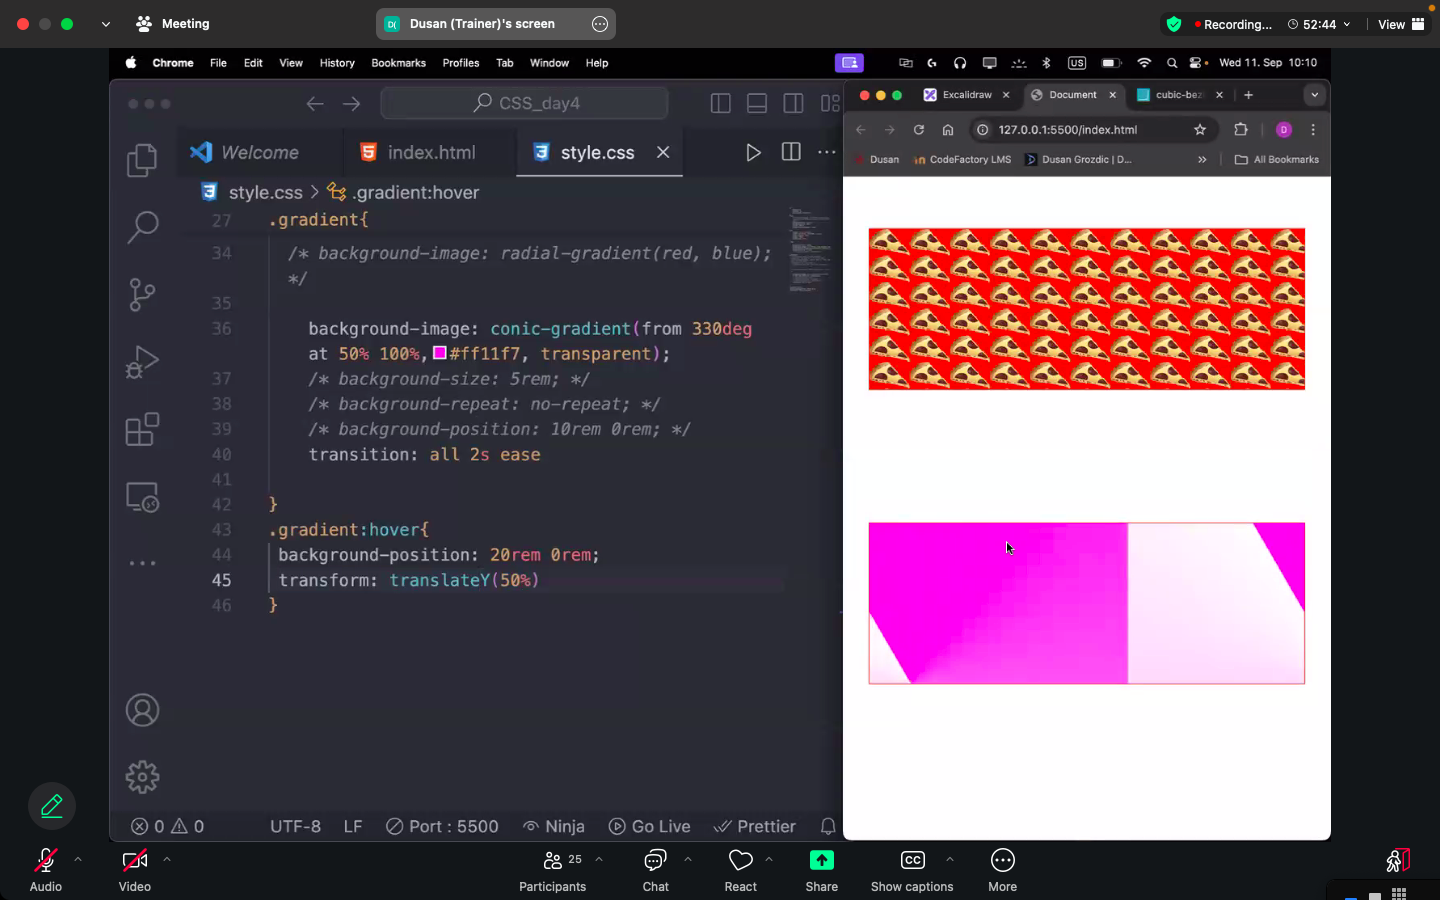 Meeting
D( Dusan (Trainer)'s screen
Recording... 52:44 View
Chrome File Edit View History Bookmarks Profiles Tab Window Help US Wed 11. Sep 10:10
CSS_day4
Welcome index.html style.css
style.css > .gradient:hover
27 .gradient{
34 /* background-image: radial-gradient(red, blue);
*/
35
36 background-image: conic-gradient(from 330deg
at 50% 100%, #ff11f7, transparent);
37 /* background-size: 5rem; */
38 /* background-repeat: no-repeat; */
39 /* background-position: 10rem 0rem; */
40 transition: all 2s ease
41
42 }
43 .gradient:hover{
44 background-position: 20rem 0rem;
45 transform: translateY(50%)
46 }
0 0 UTF-8 LF Port : 5500 Ninja Go Live Prettier
Excalidraw Document cubic-bez
127.0.0.1:5500/index.html D
Dusan CodeFactory LMS Dusan Grozdic | D... » All Bookmarks
Audio Video Participants 25 Chat React Share CC Show captions More